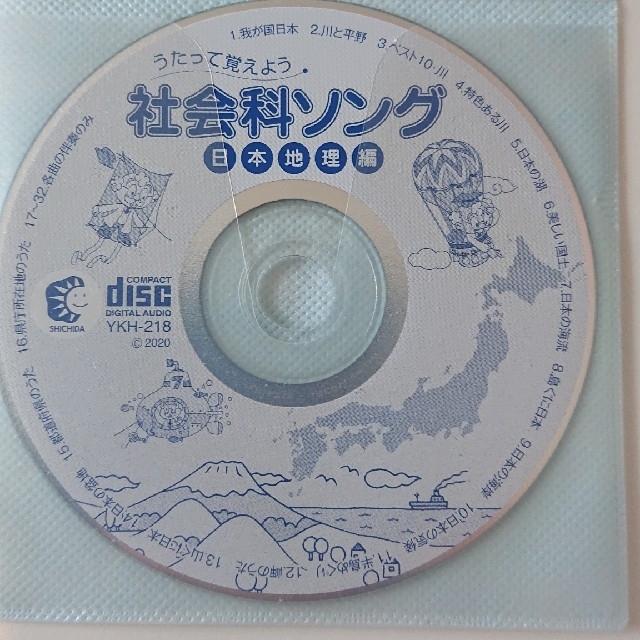 うたって覚えよう
社会科ソング
日本地理編
1.我が国日本
2.川と平野
3.ベスト10・川
4.特色ある川
5.日本の湖
6.美しい国土
7.日本の海流
8.島ぐに日本
9.日本の海岸
10.日本の気候
11.半島めぐり
12.岬のうた
13.山ぐに日本
14.日本の盆地
15.都道府県のうた
16.県庁所在地のうた
17〜32.各曲の伴奏のみ
SHICHIDA
COMPACT
disc
DIGITAL AUDIO
YKH-218
© 2020